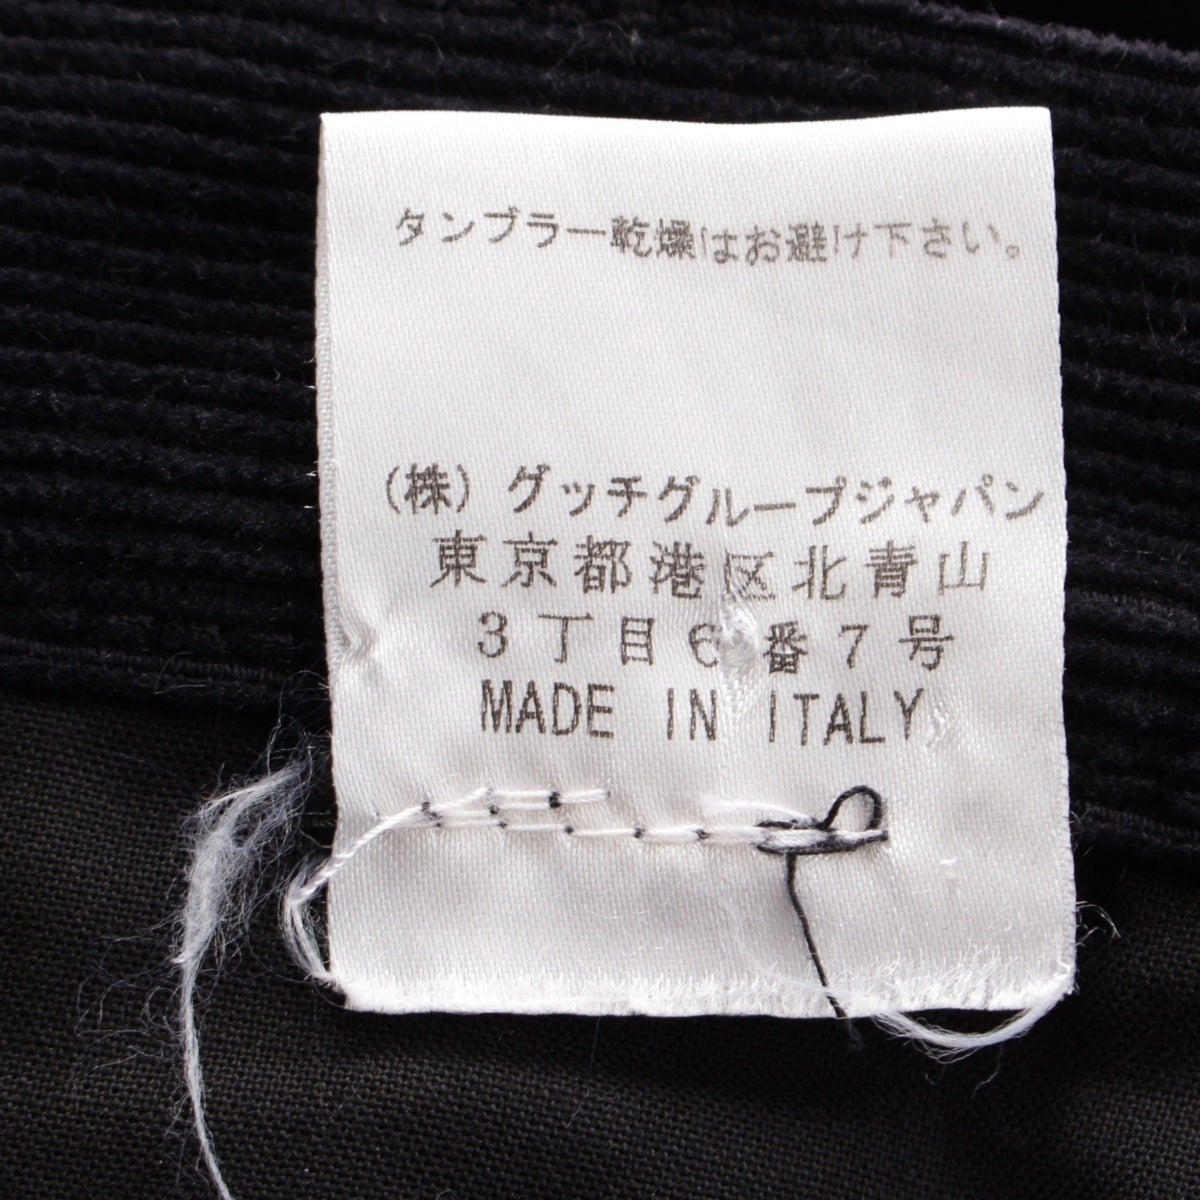 タンブラー乾燥はお避け下さい。
(株) グッチグループジャパン
東京都港区北青山
3丁目6番7号
MADE IN ITALY